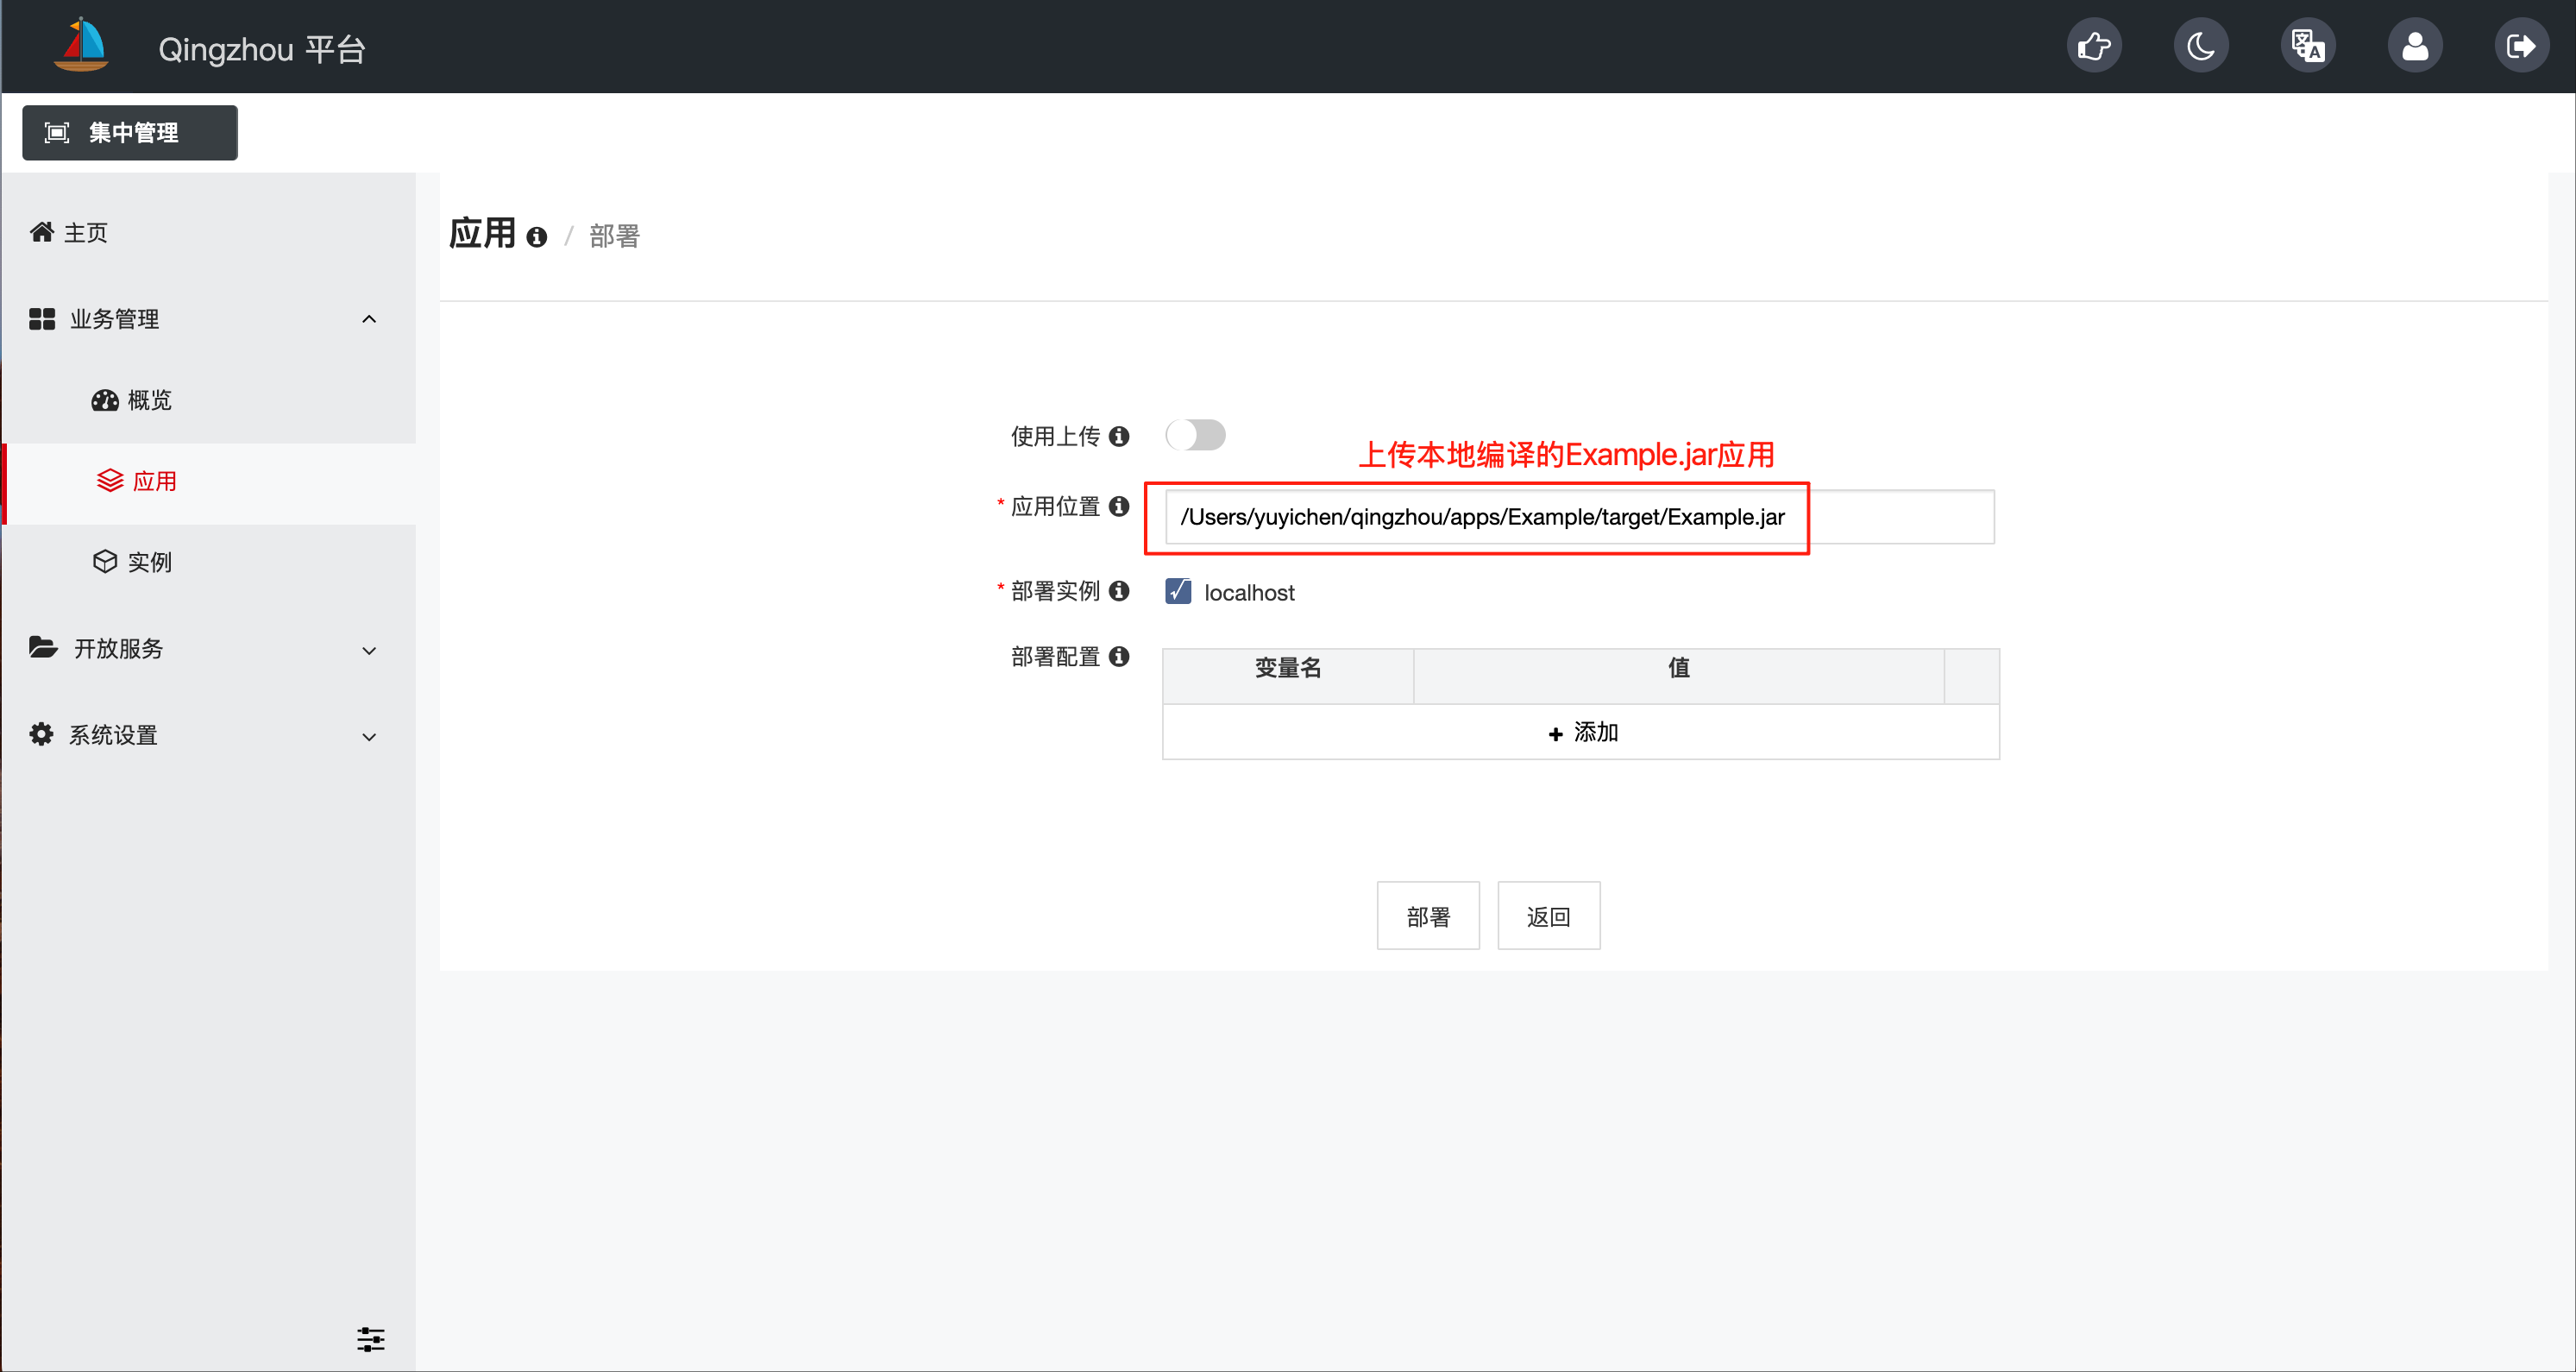 Qingzhou 平台
集中管理
主页
业务管理
概览
应用
实例
开放服务
系统设置
应用 / 部署
使用上传
上传本地编译的Example.jar应用
* 应用位置 /Users/yuyichen/qingzhou/apps/Example/target/Example.jar
* 部署实例 localhost
部署配置
变量名 值
+ 添加
部署 返回